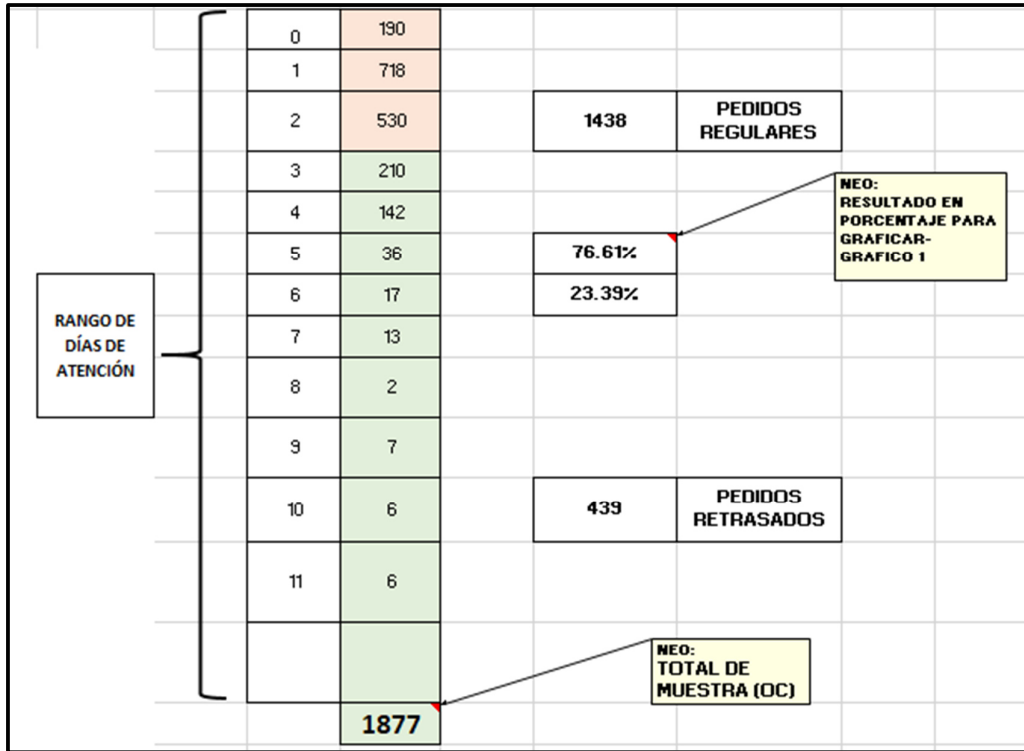 0 190
1 718
2 530
1438 PEDIDOS
REGULARES
3 210
4 142
NEO:
RESULTADO EN
PORCENTAJE PARA
GRAFICAR-
GRAFICO 1
5 36
76.61%
6 17
23.39%
RANGO DE
DÍAS DE
ATENCIÓN
7 13
8 2
9 7
10 6
439 PEDIDOS
RETRASADOS
11 6
NEO:
TOTAL DE
MUESTRA (OC)
1877